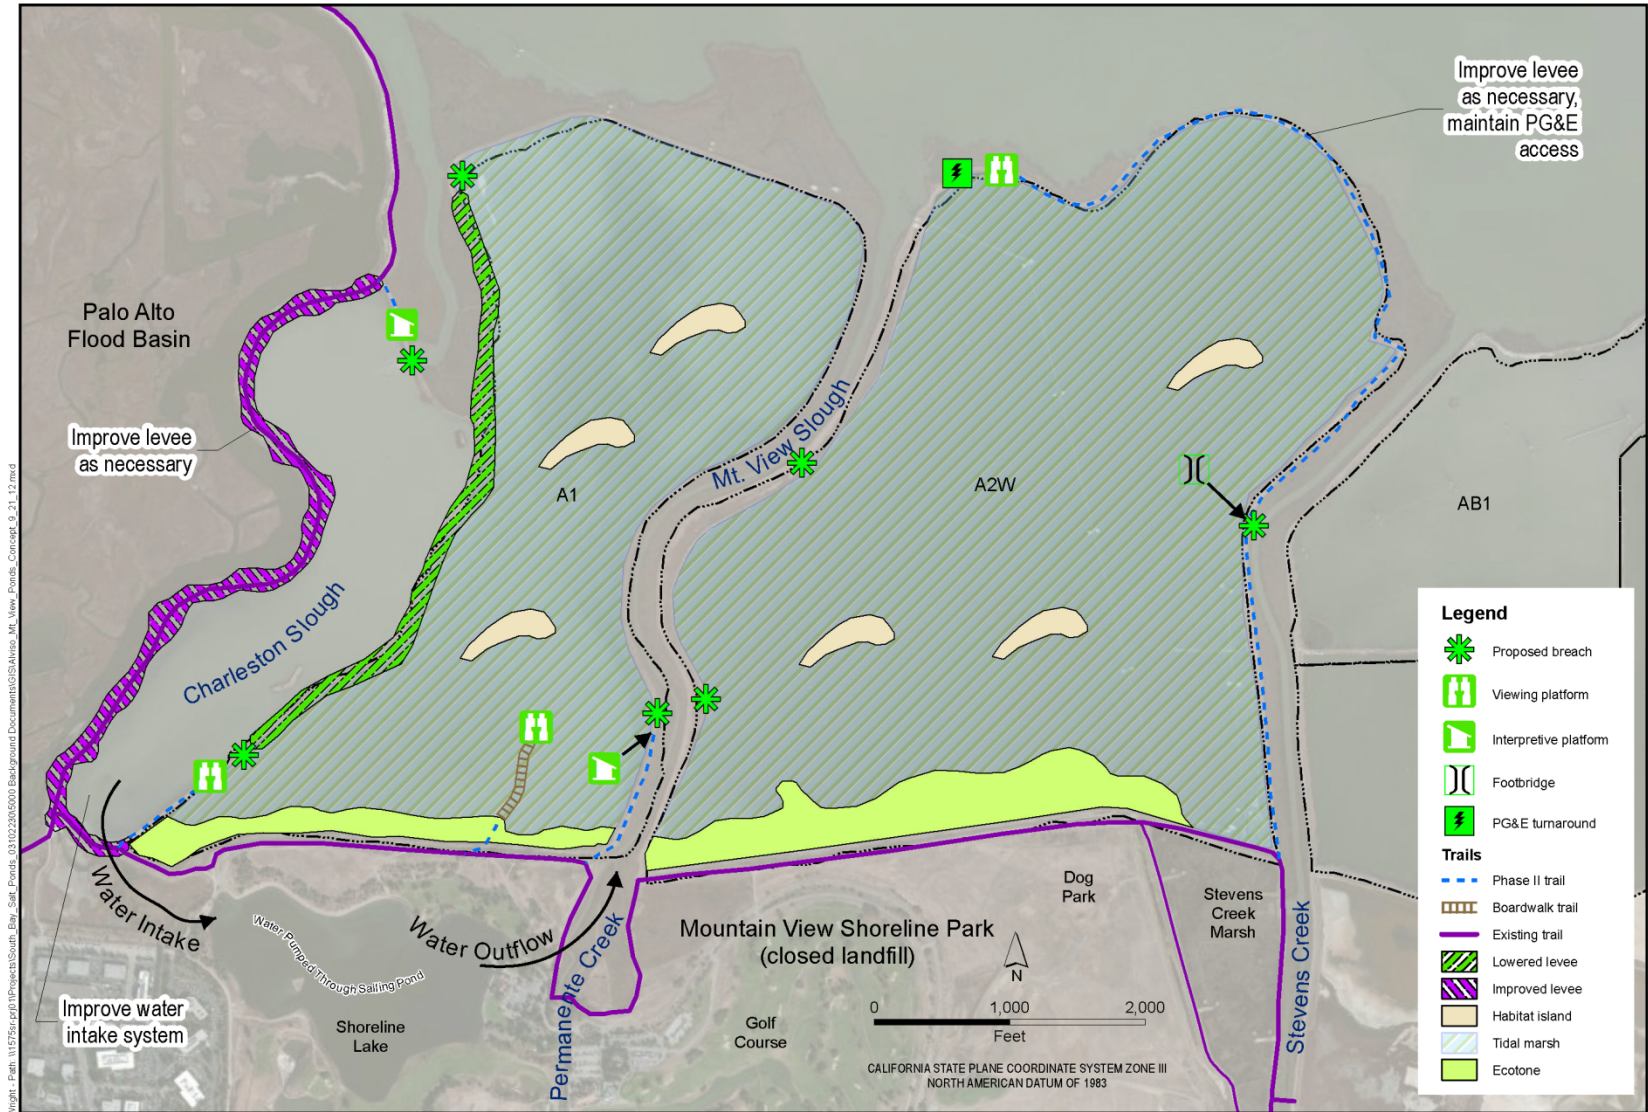 Improve levee
as necessary,
maintain PG&E
access
Palo Alto
Flood Basin
Improve levee
as necessary
Mt. View Slough
A1
A2W
AB1
Charleston Slough
Water Intake
Water Pumped Through Sailing Pond
Water Outflow
Permanente Creek
Improve water
intake system
Shoreline
Lake
Mountain View Shoreline Park
(closed landfill)
Dog
Park
Stevens
Creek
Marsh
Stevens Creek
Golf
Course
N
0 1,000 2,000
Feet
CALIFORNIA STATE PLANE COORDINATE SYSTEM ZONE III
NORTH AMERICAN DATUM OF 1983
Legend
Proposed breach
Viewing platform
Interpretive platform
Footbridge
PG&E turnaround
Trails
Phase II trail
Boardwalk trail
Existing trail
Lowered levee
Improved levee
Habitat island
Tidal marsh
Ecotone